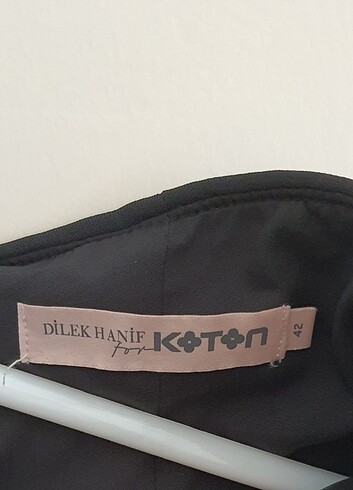 DİLEK HANİF
for KOTON
42